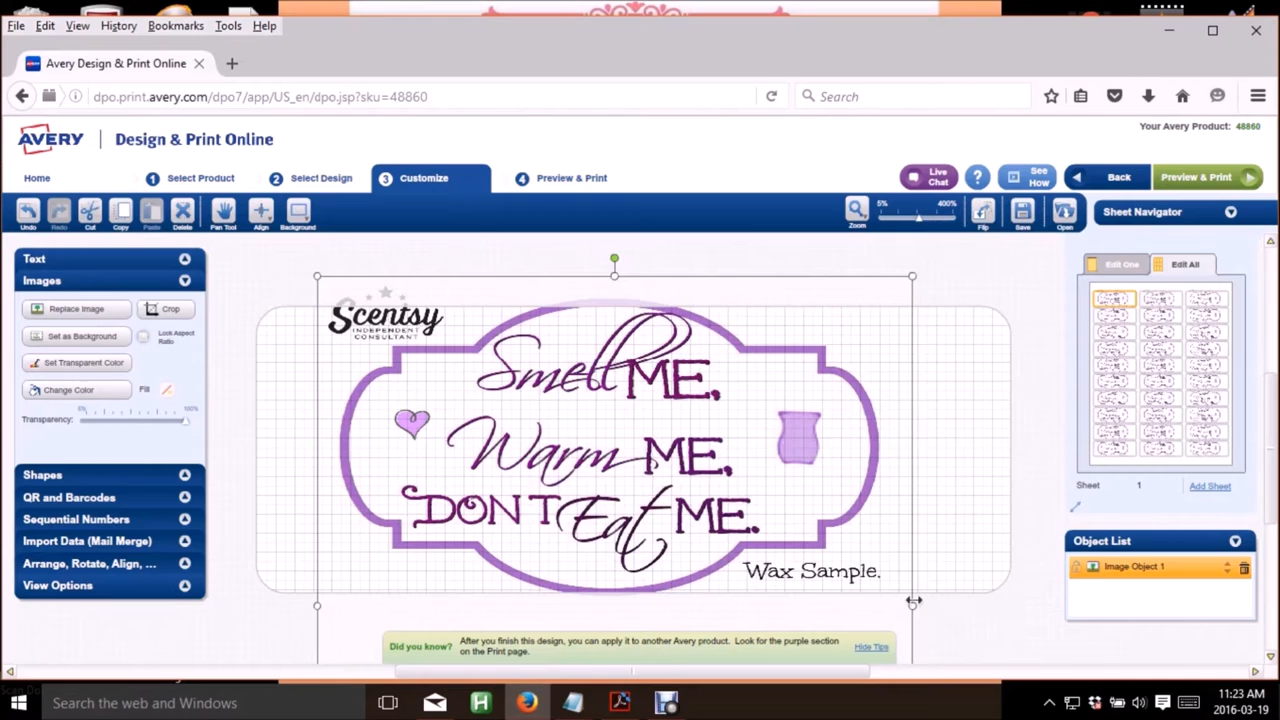 File Edit View History Bookmarks Tools Help
Avery Design & Print Online
dpo.print.avery.com/dpo7/app/US_en/dpo.jsp?sku=48860
Search
AVERY Design & Print Online
Your Avery Product: 48860
Home 1 Select Product 2 Select Design 3 Customize 4 Preview & Print
Live Chat ? See How Back Preview & Print
Undo Redo Cut Copy Paste Delete Pan Tool Align Background
Zoom 5% 400% Flip Save Open
Sheet Navigator
Text
Images
Replace Image Crop
Set as Background Lock Aspect Ratio
Set Transparent Color
Change Color Fill
Transparency: 0% 100%
Shapes
QR and Barcodes
Sequential Numbers
Import Data (Mail Merge)
Arrange, Rotate, Align, ...
View Options
Scentsy
INDEPENDENT
CONSULTANT
Smell ME,
Warm ME,
DON'T Eat ME.
Wax Sample.
Did you know? After you finish this design, you can apply it to another Avery product. Look for the purple section
on the Print page.
Hide Tips
Edit One Edit All
Sheet 1 Add Sheet
Object List
Image Object 1
Search the web and Windows
11:23 AM
2016-03-19